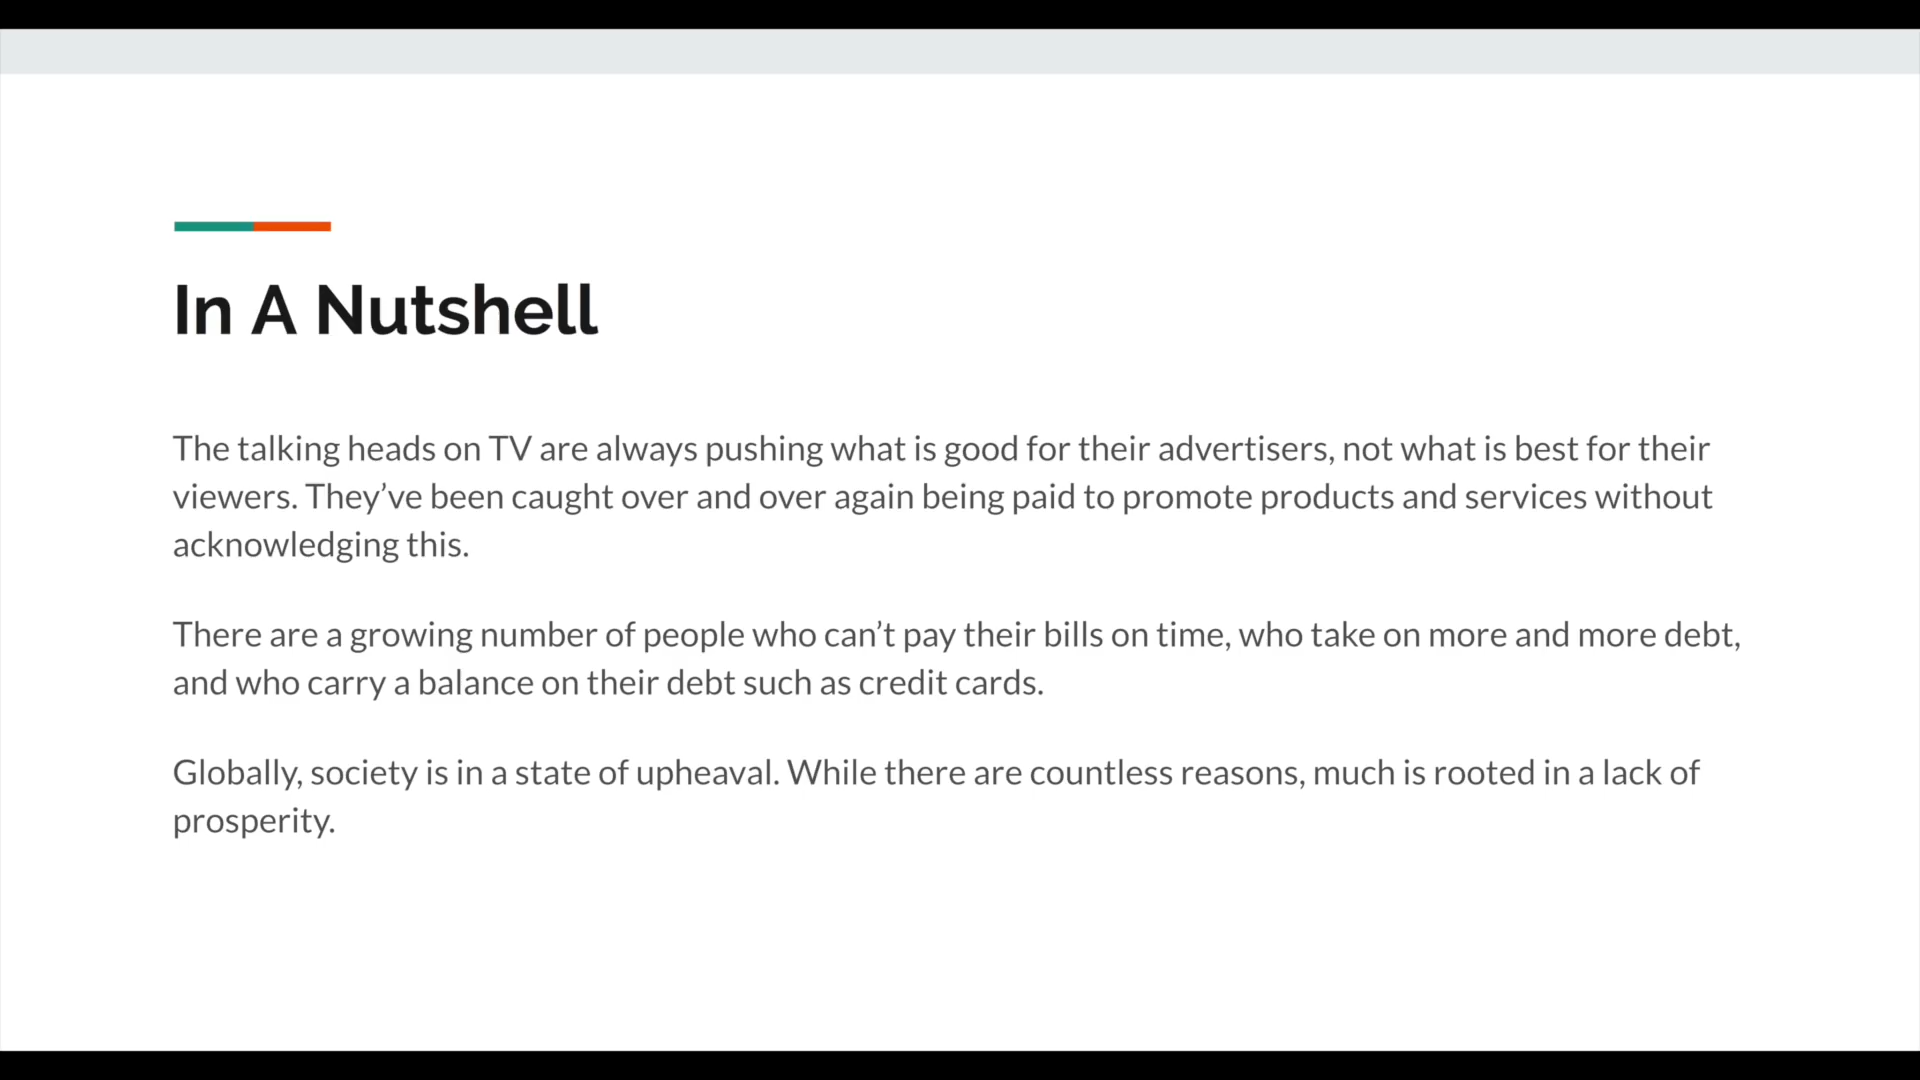 In A Nutshell
The talking heads on TV are always pushing what is good for their advertisers, not what is best for their
viewers. They’ve been caught over and over again being paid to promote products and services without
acknowledging this.
There are a growing number of people who can’t pay their bills on time, who take on more and more debt,
and who carry a balance on their debt such as credit cards.
Globally, society is in a state of upheaval. While there are countless reasons, much is rooted in a lack of
prosperity.